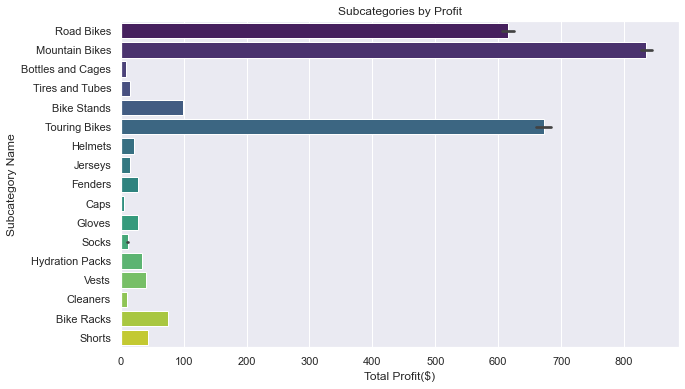 Subcategories by Profit
Road Bikes
Mountain Bikes
Bottles and Cages
Tires and Tubes
Bike Stands
Touring Bikes
Helmets
Jerseys
Fenders
Caps
Gloves
Socks
Hydration Packs
Vests
Cleaners
Bike Racks
Shorts
Subcategory Name
0 100 200 300 400 500 600 700 800
Total Profit($)